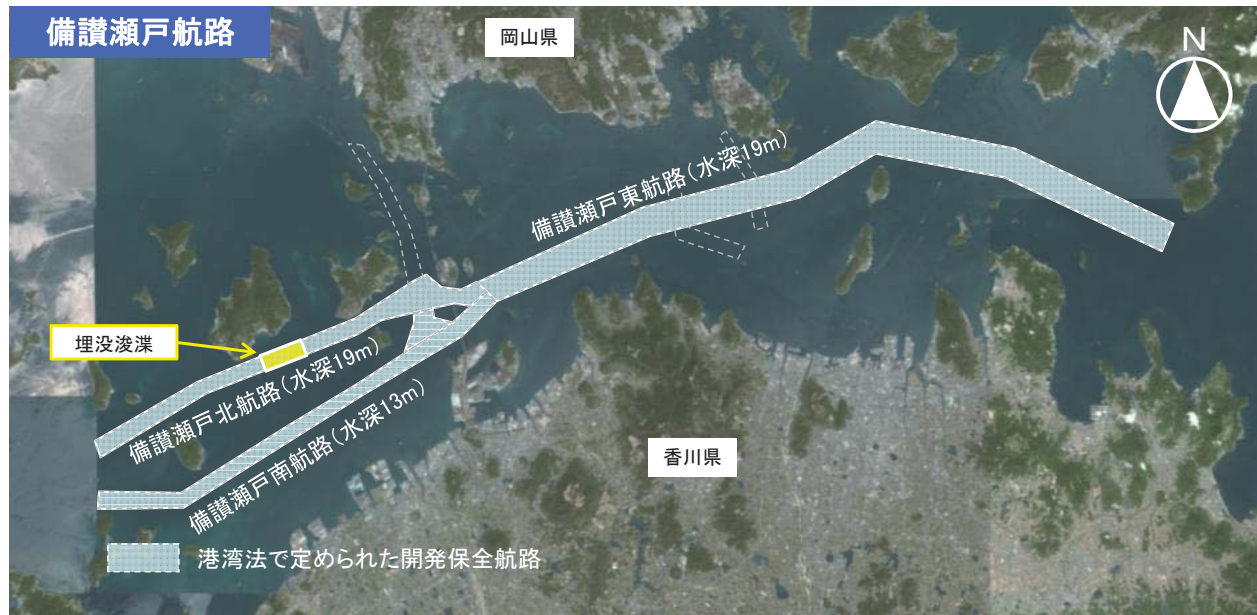 備讃瀬戸航路
岡山県
N
備讃瀬戸東航路（水深19m）
埋没浚渫
備讃瀬戸北航路（水深19m）
備讃瀬戸南航路（水深13m）
香川県
港湾法で定められた開発保全航路